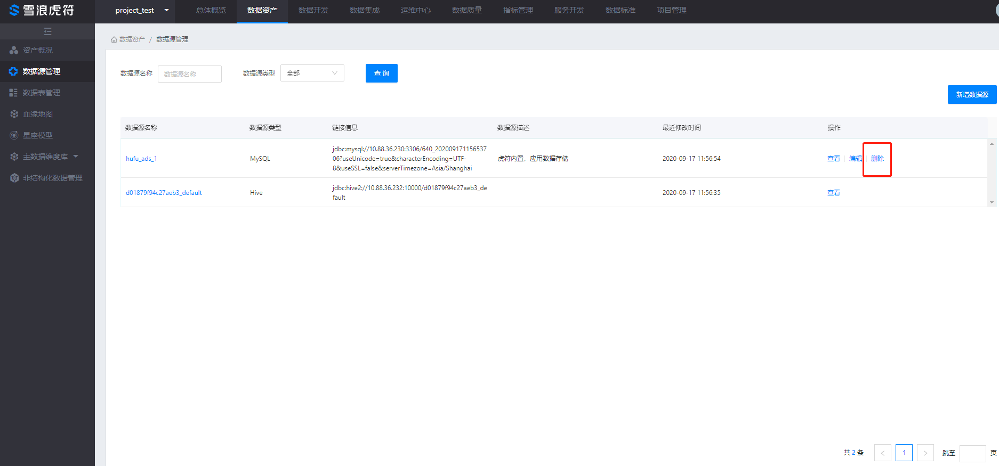 雪浪虎符
project_test
总体概览 数据资产 数据开发 数据集成 运维中心 数据质量 指标管理 服务开发 数据标准 项目管理
资产概况
数据源管理
数据表管理
血缘地图
星座模型
主数据维度库
非结构化数据管理
数据资产 / 数据源管理
数据源名称 数据源名称 数据源类型 全部 查 询
新增数据源
数据源名称 数据源类型 链接信息 数据源描述 最近修改时间 操作
hufu_ads_1 MySQL jdbc:mysql://10.88.36.230:3306/640_202009171156537
06?useUnicode=true&characterEncoding=UTF-
8&useSSL=false&serverTimezone=Asia/Shanghai
虎符内置，应用数据存储 2020-09-17 11:56:54 查看 编辑 删除
d01879f94c27aeb3_default Hive jdbc:hive2://10.88.36.232:10000/d01879f94c27aeb3_de
fault
2020-09-17 11:56:35 查看
共 2 条 < 1 > 跳至 页